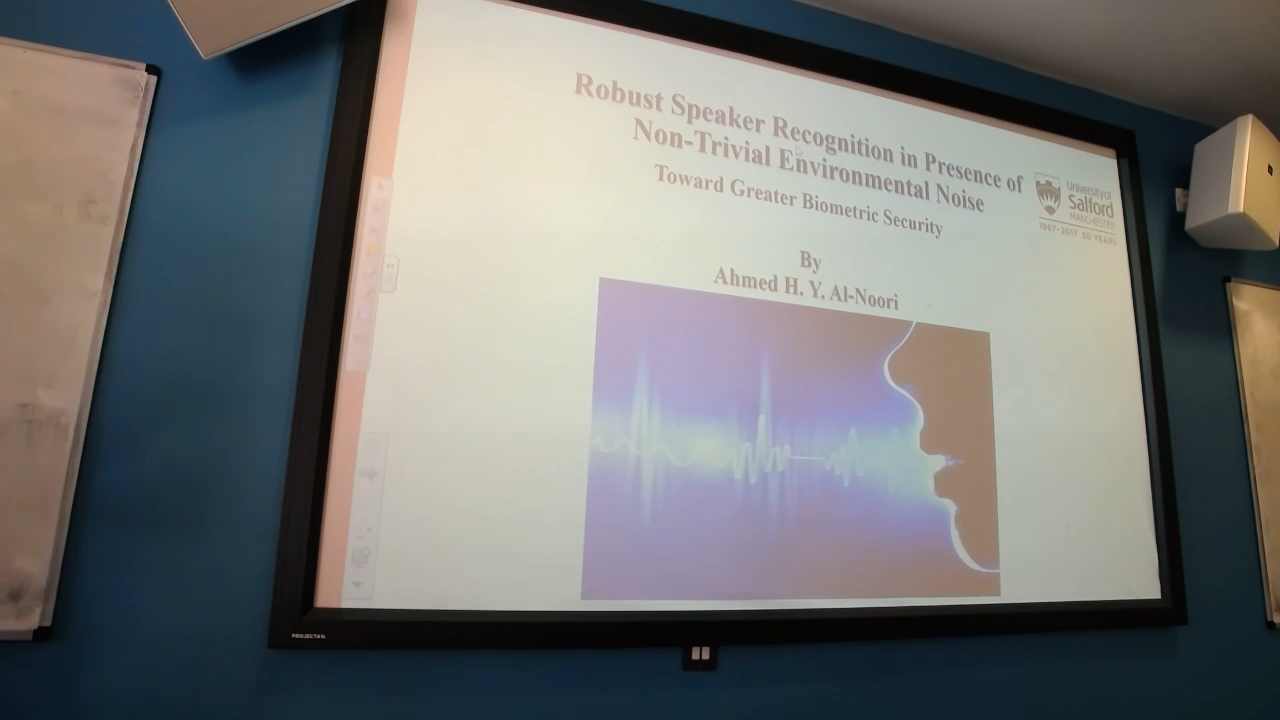 Robust Speaker Recognition in Presence of
Non-Trivial Environmental Noise
Toward Greater Biometric Security
University of
Salford
MANCHESTER
1967-2017 50 YEARS
By
Ahmed H. Y. Al-Noori
PROJECTA